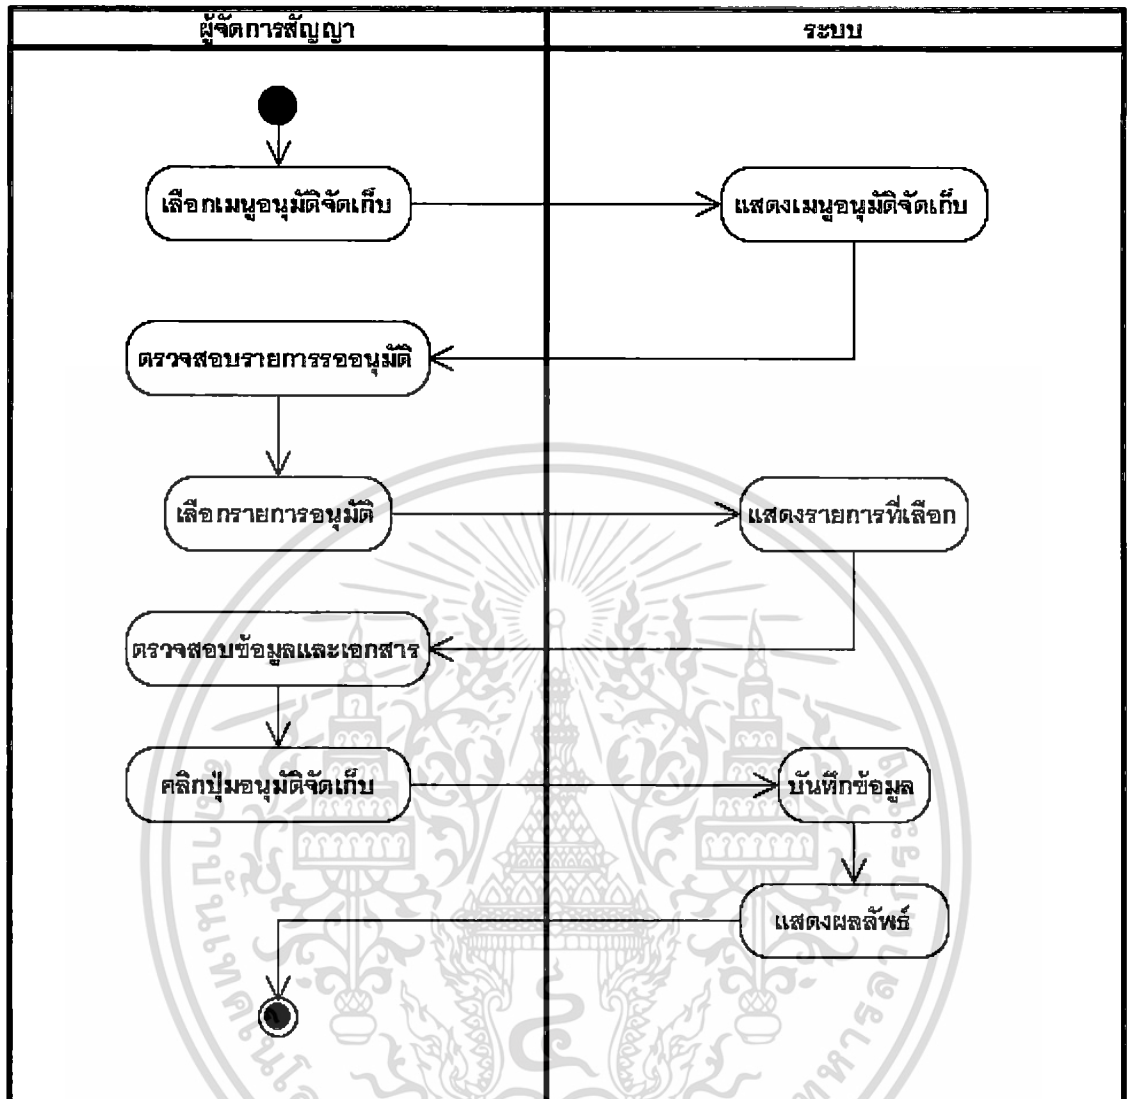 ผู้จัดการสัญญา
ระบบ
เลือกเมนูอนุมัติจัดเก็บ
แสดงเมนูอนุมัติจัดเก็บ
ตรวจสอบรายการรออนุมัติ
เลือกรายการอนุมัติ
แสดงรายการที่เลือก
ตรวจสอบข้อมูลและเอกสาร
คลิกปุ่มอนุมัติจัดเก็บ
บันทึกข้อมูล
แสดงผลลัพธ์